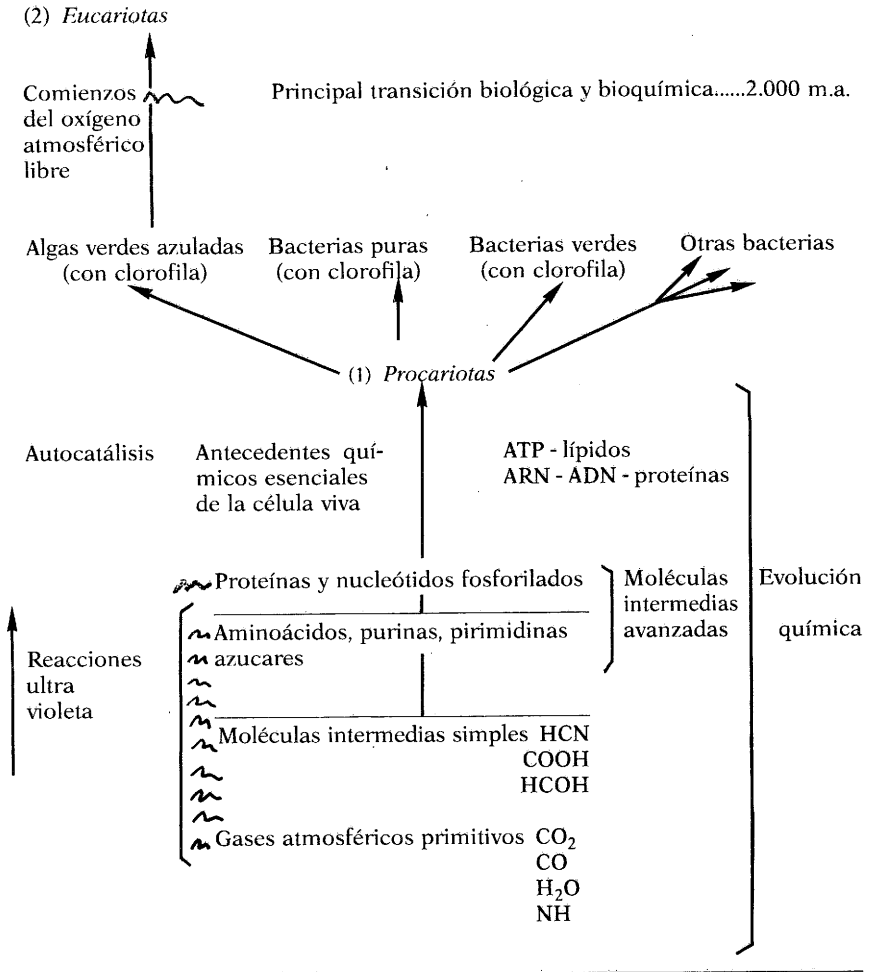 (2) Eucariotas
Comienzos
del oxígeno
atmosférico
libre
Principal transición biológica y bioquímica......2.000 m.a.
Algas verdes azuladas
(con clorofila)
Bacterias puras
(con clorofila)
Bacterias verdes
(con clorofila)
Otras bacterias
(1) Procariotas
Autocatálisis
Antecedentes quí-
micos esenciales
de la célula viva
ATP - lípidos
ARN - ADN - proteínas
Proteínas y nucleótidos fosforilados
Aminoácidos, purinas, pirimidinas
azucares
Moléculas
intermedias
avanzadas
Evolución
química
Reacciones
ultra
violeta
Moléculas intermedias simples HCN
COOH
HCOH
Gases atmosféricos primitivos CO₂
CO
H₂O
NH